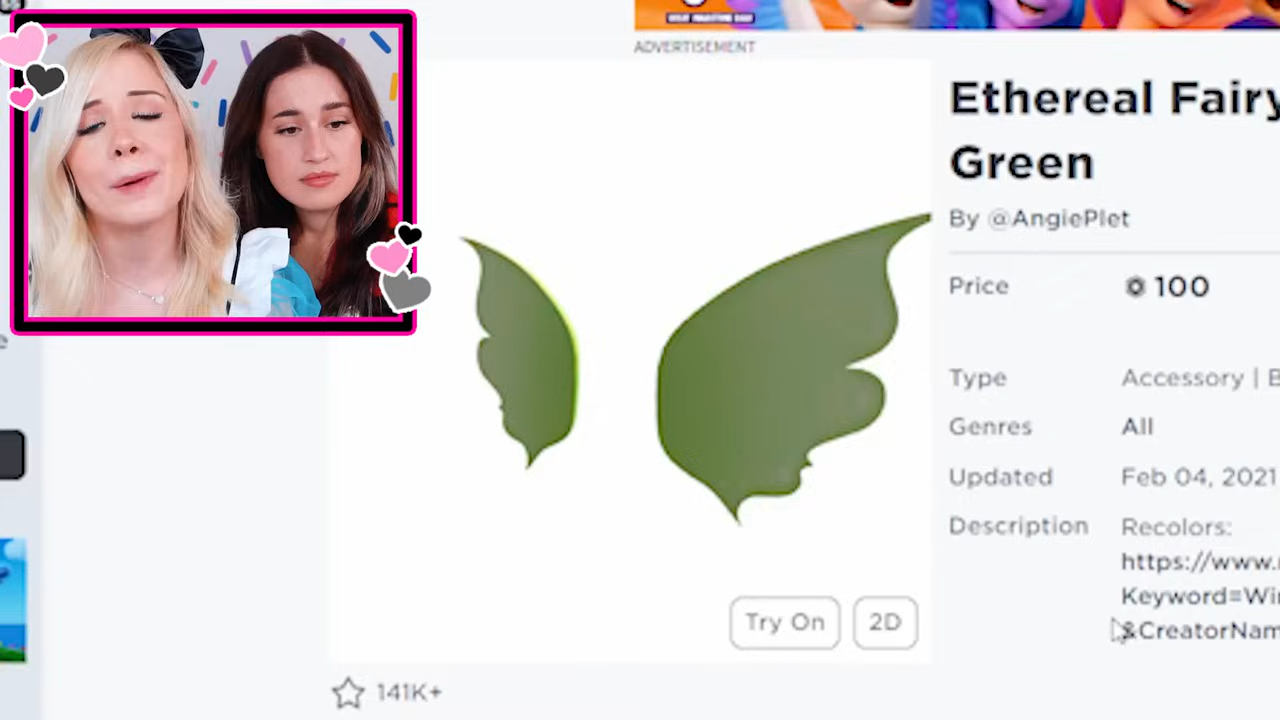 ADVERTISEMENT
Ethereal Fairy
Green
By @AngiePlet
Price 100
Type Accessory |
Genres All
Updated Feb 04, 2021
Description Recolors:
https://www.
Keyword=Wi
&CreatorNam
Try On 2D
141K+